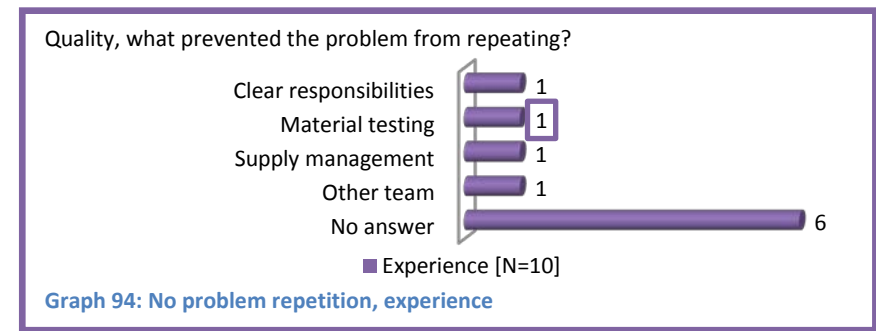 Quality, what prevented the problem from repeating?
Clear responsibilities 1
Material testing 1
Supply management 1
Other team 1
No answer 6
Experience [N=10]
Graph 94: No problem repetition, experience